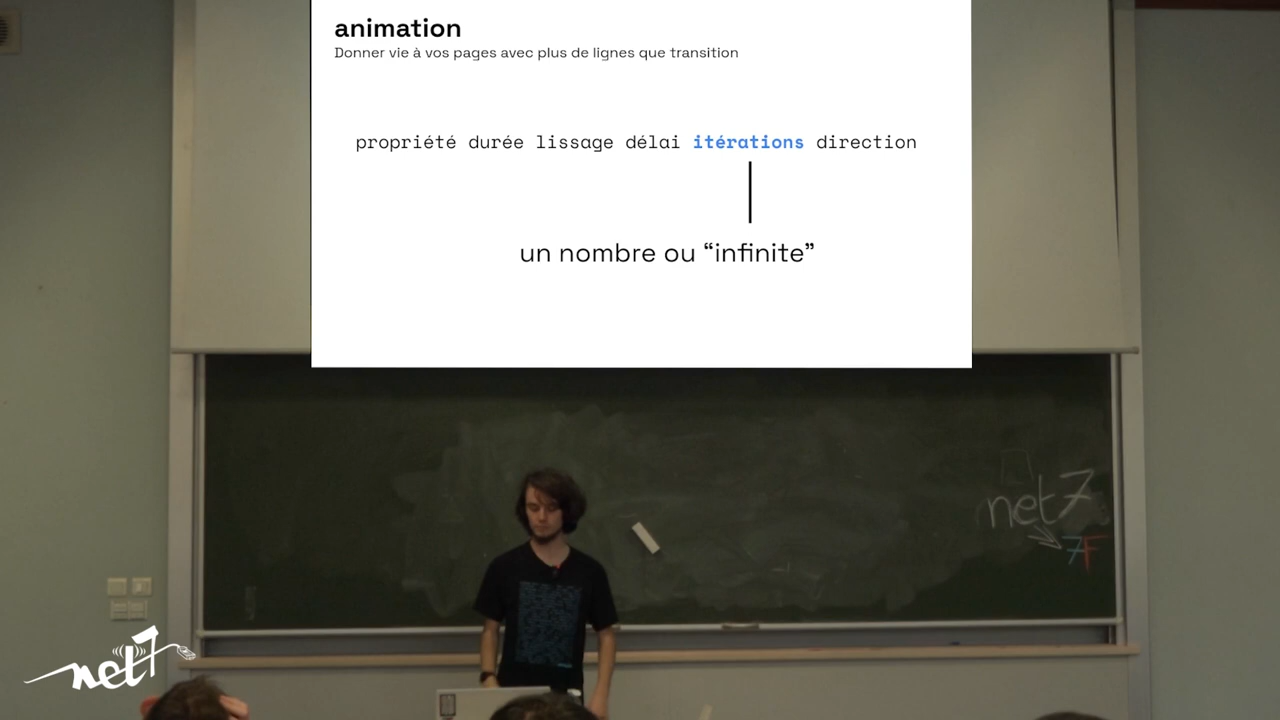 animation
Donner vie à vos pages avec plus de lignes que transition
propriété durée lissage délai itérations direction
un nombre ou “infinite”
net7
7F
net7